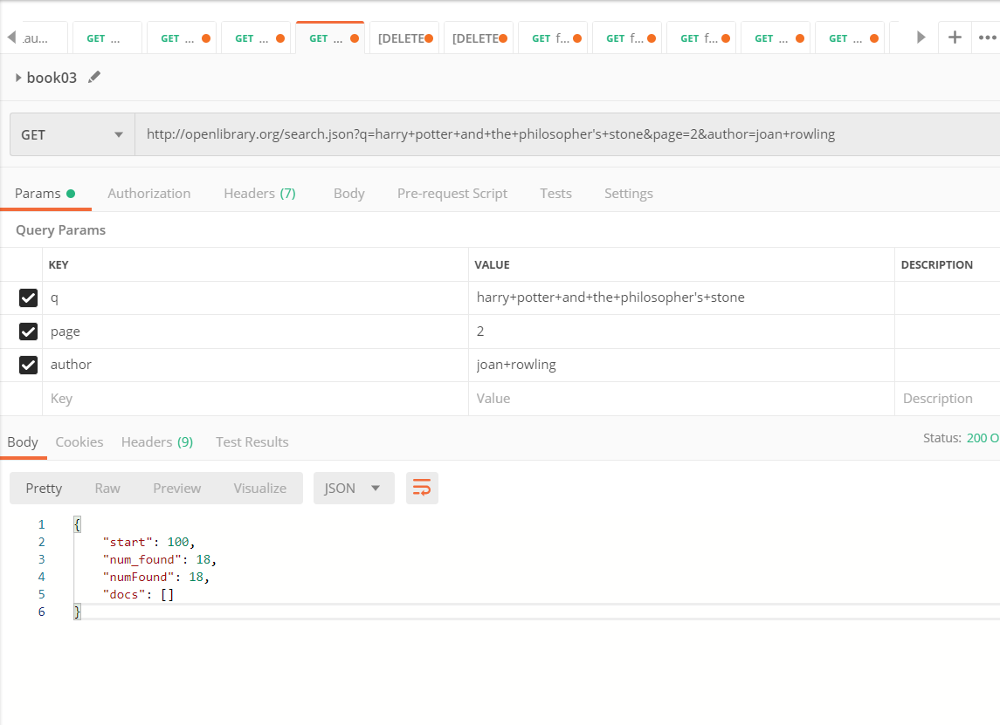 .au... GET ... GET ... GET ... GET ... [DELETE [DELETE GET f... GET f... GET f... GET ... GET ...
book03
GET http://openlibrary.org/search.json?q=harry+potter+and+the+philosopher's+stone&page=2&author=joan+rowling
Params Authorization Headers (7) Body Pre-request Script Tests Settings
Query Params
KEY VALUE DESCRIPTION
q harry+potter+and+the+philosopher's+stone
page 2
author joan+rowling
Key Value Description
Body Cookies Headers (9) Test Results Status: 200 O
Pretty Raw Preview Visualize JSON
1 {
2 "start": 100,
3 "num_found": 18,
4 "numFound": 18,
5 "docs": []
6 }